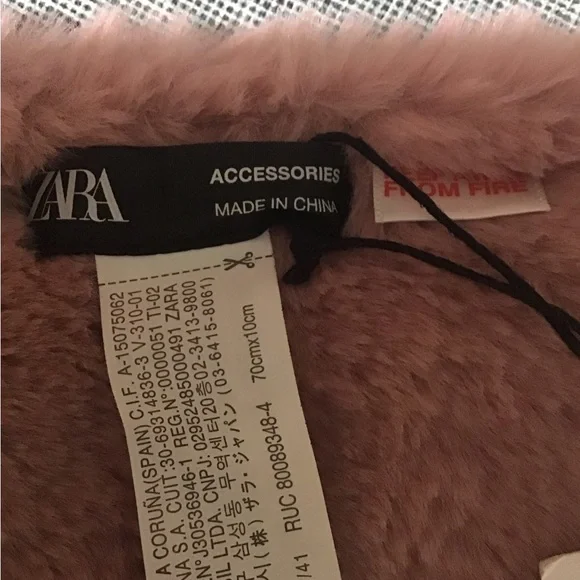 ZARA
ACCESSORIES
MADE IN CHINA
FROM FIRE
A CORUÑA(SPAIN) C.I.F. A-15075062
NA S.A. CUIT:30-69314836-3 V-310-01
N°J30536946-1 REG.N°:0000051 TI-02
SIL LTDA. CNPJ: 02952485000491 ZARA
구 삼성동 무역센터20층02-3413-9800
시(株) ザラ・ジャパン (03-6415-8061)
RUC 80089348-4 70cmx10cm
/41